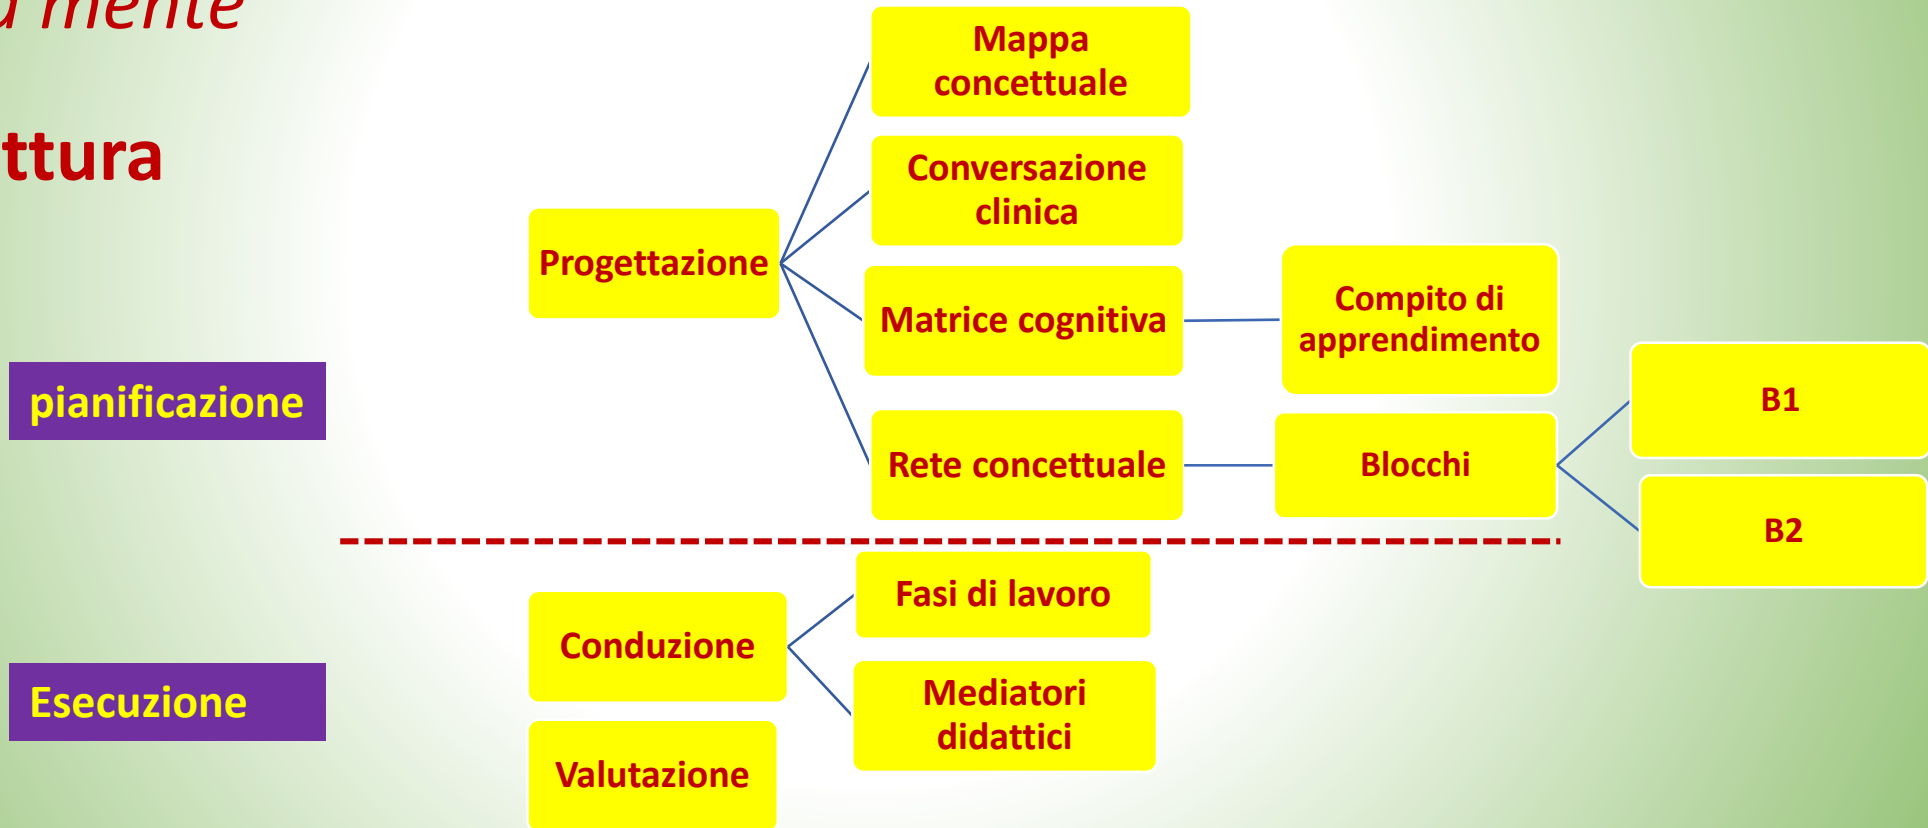 mente
ttura
Mappa
concettuale
Conversazione
clinica
Progettazione
Matrice cognitiva
Compito di
apprendimento
pianificazione
Rete concettuale
Blocchi
B1
B2
Fasi di lavoro
Conduzione
Mediatori
didattici
Esecuzione
Valutazione